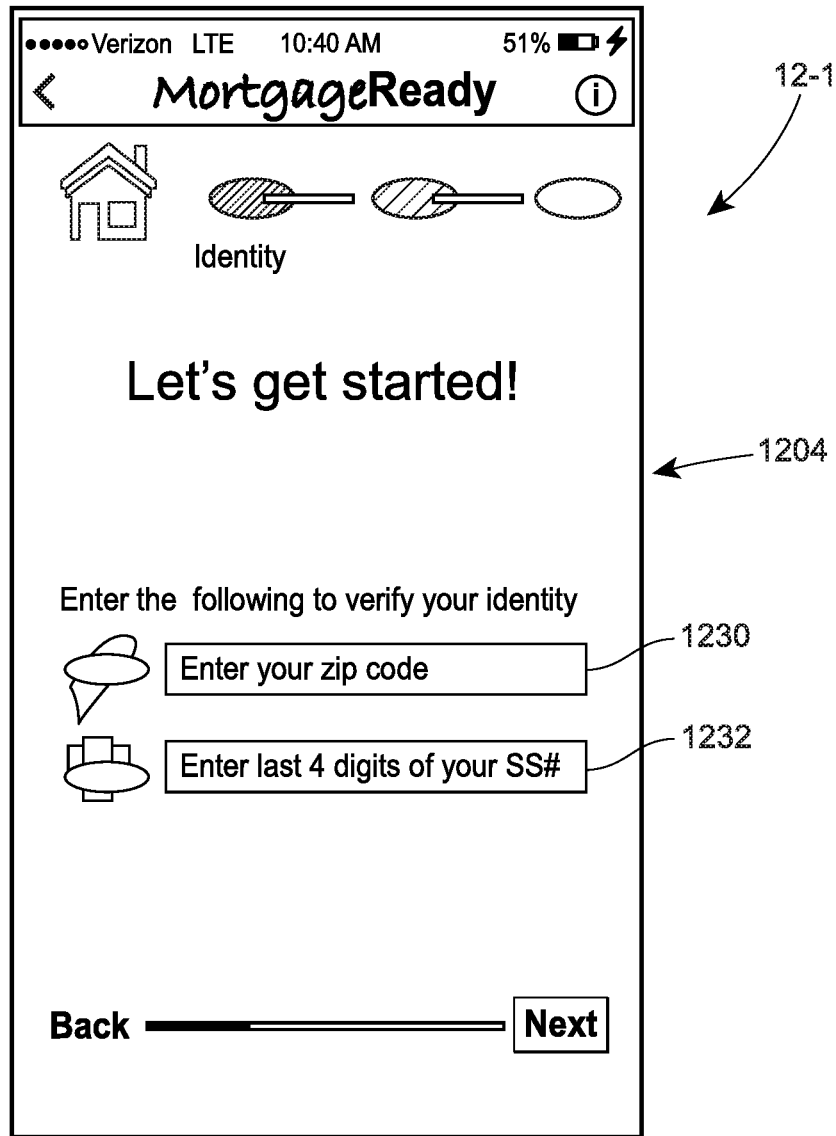 Verizon LTE 10:40 AM 51%
MortgageReady i
12-1
Identity
Let's get started!
1204
Enter the following to verify your identity
Enter your zip code 1230
Enter last 4 digits of your SS# 1232
Back Next